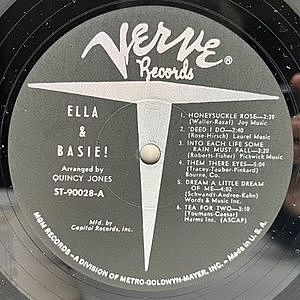 Verve®
Records
ELLA
&
BASIE!
Arranged by
QUINCY JONES
ST-90028-A
Mfd. by
Capitol Records, Inc.
1. HONEYSUCKLE ROSE—2:39
(Waller-Razaf) Joy Music
2. 'DEED I DO—2:40
(Rose-Hirsch) Laurel Music
3. INTO EACH LIFE SOME
RAIN MUST FALL—3:20
(Roberts-Fisher) Pickwick Music
4. THEM THERE EYES—5:04
(Tracey-Tauber-Pinkard)
Bourne, Co.
5. DREAM A LITTLE DREAM
OF ME—4:02
(Schwandt-Andree-Kahn)
Words & Music Inc.
6. TEA FOR TWO—3:10
(Youmans-Caesar)
Harms Inc. (ASCAP)
MGM RECORDS — A DIVISION OF METRO-GOLDWYN-MAYER, INC. — Made in U.S.A.